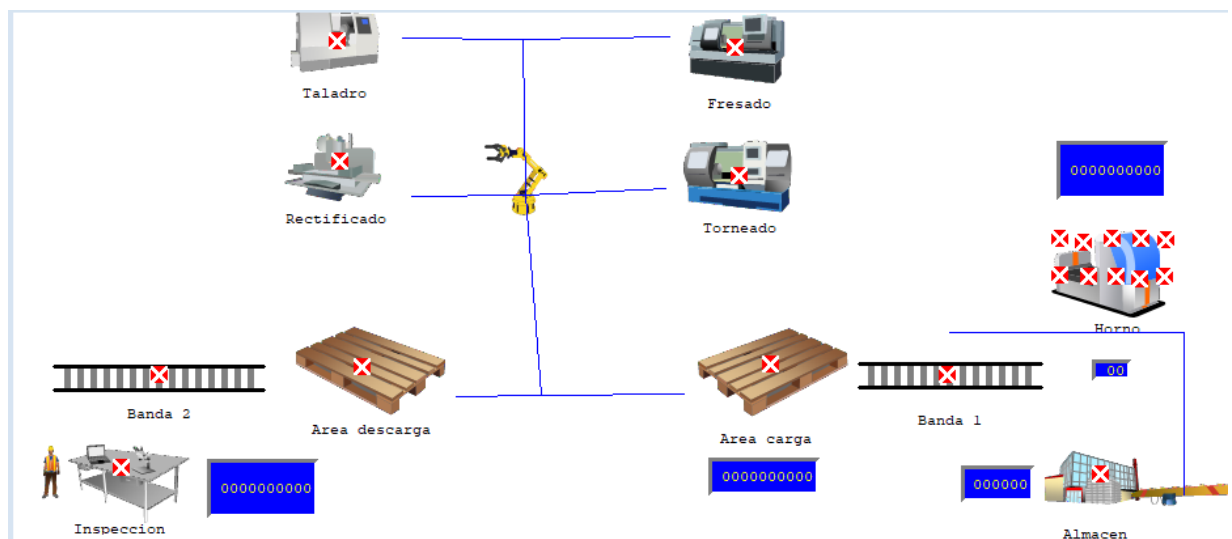 Taladro
Fresado
Rectificado
Torneado
0000000000
Horno
Banda 2
Area descarga
Area carga
Banda 1
00
Inspeccion
0000000000
0000000000
000000
Almacen